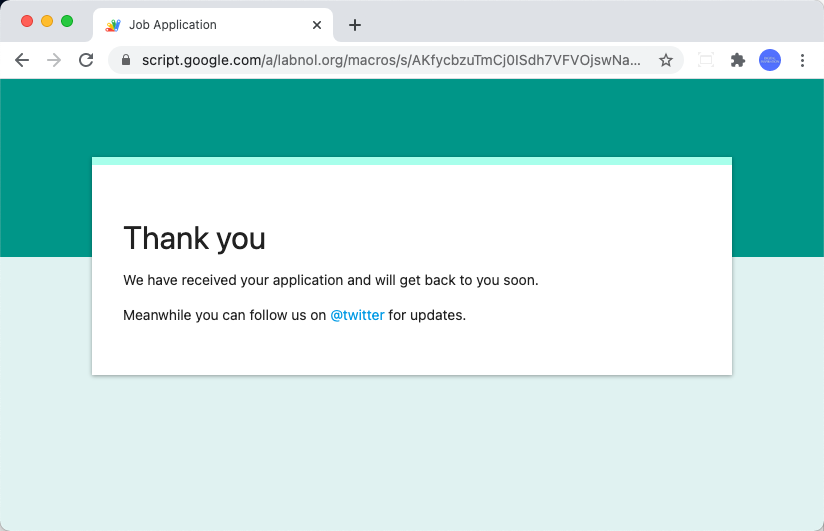 Job Application
script.google.com/a/labnol.org/macros/s/AKfycbzuTmCj0ISdh7VFVOjswNa...
Thank you
We have received your application and will get back to you soon.
Meanwhile you can follow us on @twitter for updates.